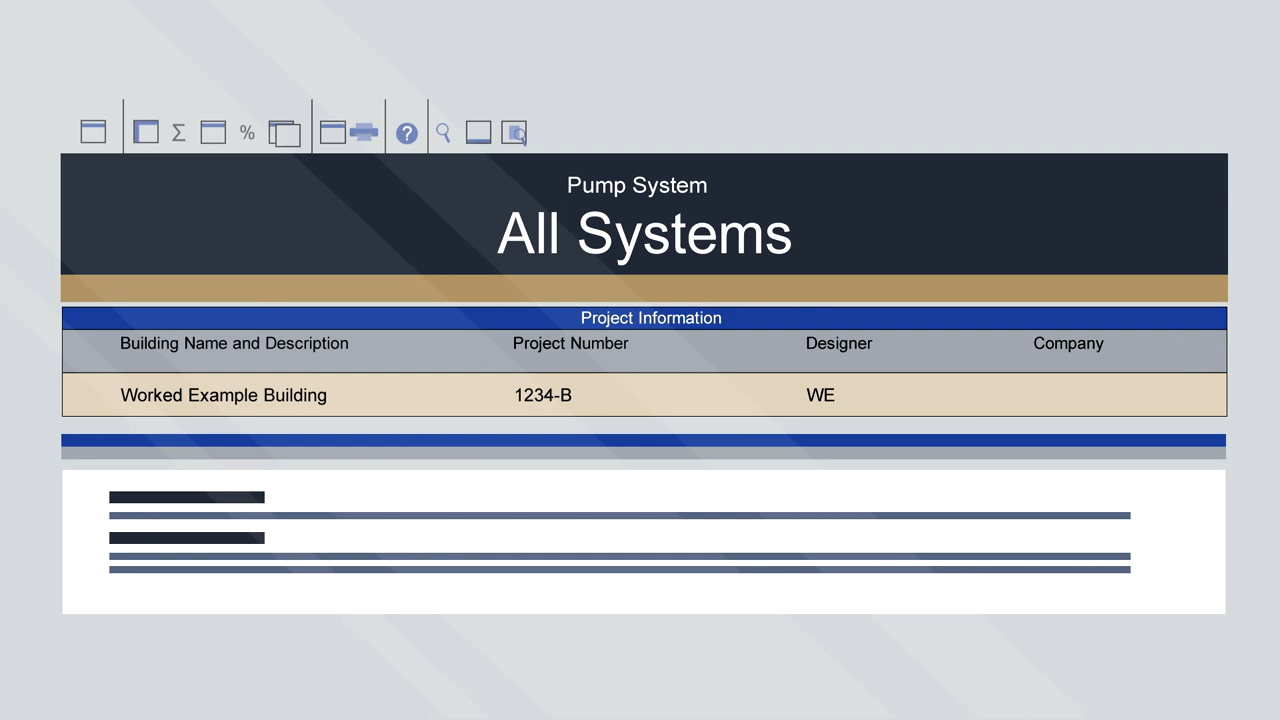 Σ % ?
Pump System
All Systems
Project Information
Building Name and Description Project Number Designer Company
Worked Example Building 1234-B WE